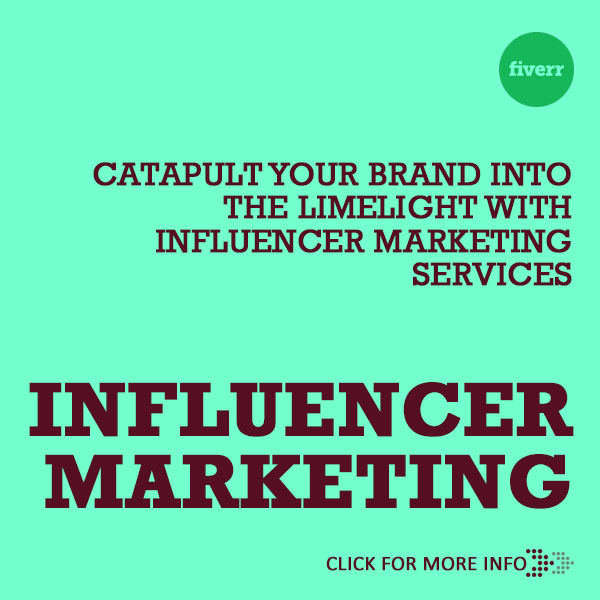 fiverr
CATAPULT YOUR BRAND INTO
THE LIMELIGHT WITH
INFLUENCER MARKETING
SERVICES
INFLUENCER
MARKETING
CLICK FOR MORE INFO